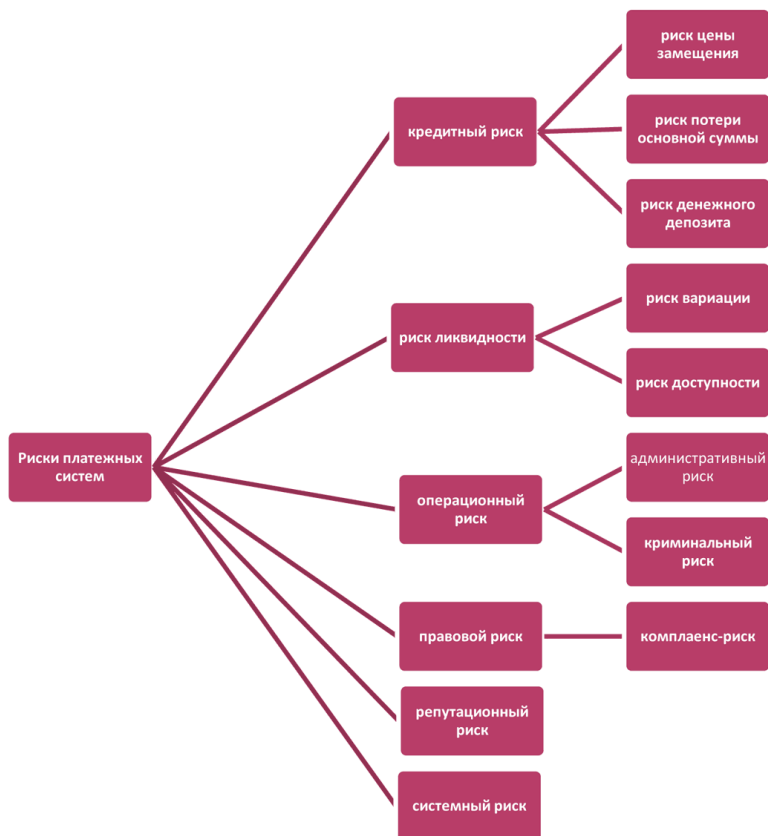 Риски платежных
систем
кредитный риск
риск цены
замещения
риск потери
основной суммы
риск денежного
депозита
риск ликвидности
риск вариации
риск доступности
операционный
риск
административный
риск
криминальный
риск
правовой риск
комплаенс-риск
репутационный
риск
системный риск